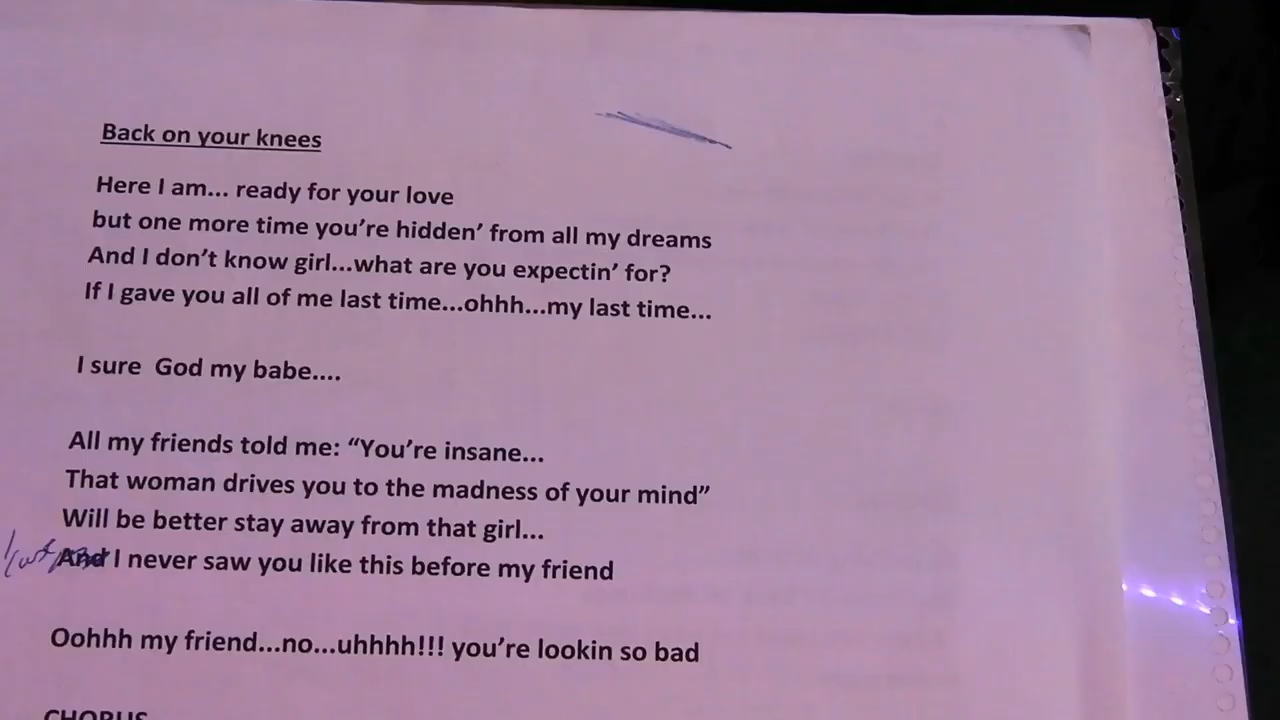 Back on your knees
Here I am... ready for your love
but one more time you're hidden' from all my dreams
And I don't know girl...what are you expectin' for?
If I gave you all of me last time...ohhh...my last time...
I sure  God my babe....
All my friends told me: “You're insane...
That woman drives you to the madness of your mind”
Will be better stay away from that girl...
And I never saw you like this before my friend
Oohhh my friend...no...uhhhh!!! you're lookin so bad
CHORUS